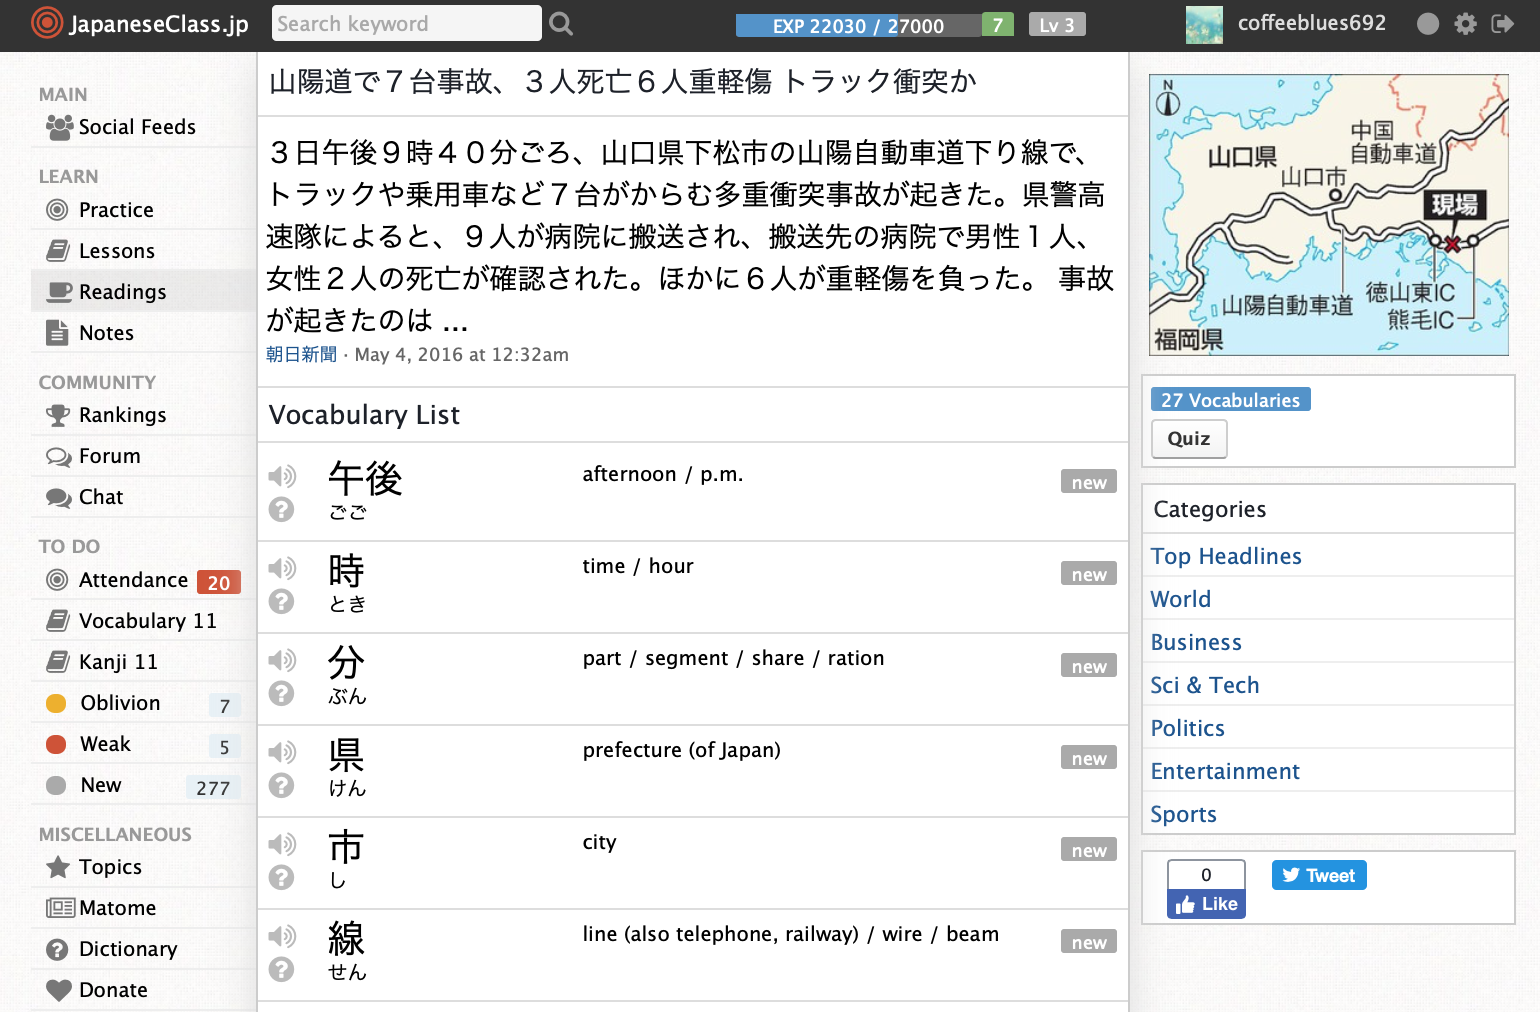 JapaneseClass.jp
Search keyword
EXP 22030 / 27000
7
Lv 3
coffeeblues692
MAIN
Social Feeds
LEARN
Practice
Lessons
Readings
Notes
COMMUNITY
Rankings
Forum
Chat
TO DO
Attendance 20
Vocabulary 11
Kanji 11
Oblivion 7
Weak 5
New 277
MISCELLANEOUS
Topics
Matome
Dictionary
Donate
山陽道で７台事故、３人死亡６人重軽傷 トラック衝突か
３日午後９時４０分ごろ、山口県下松市の山陽自動車道下り線で、
トラックや乗用車など７台がからむ多重衝突事故が起きた。県警高
速隊によると、９人が病院に搬送され、搬送先の病院で男性１人、
女性２人の死亡が確認された。ほかに６人が重軽傷を負った。 事故
が起きたのは ...
朝日新聞 · May 4, 2016 at 12:32am
Vocabulary List
午後
ごご
afternoon / p.m.
new
時
とき
time / hour
new
分
ぶん
part / segment / share / ration
new
県
けん
prefecture (of Japan)
new
市
し
city
new
線
せん
line (also telephone, railway) / wire / beam
new
N
中国
自動車道
山口県
山口市
現場
山陽自動車道
徳山東IC
熊毛IC
福岡県
27 Vocabularies
Quiz
Categories
Top Headlines
World
Business
Sci & Tech
Politics
Entertainment
Sports
0
Like
Tweet